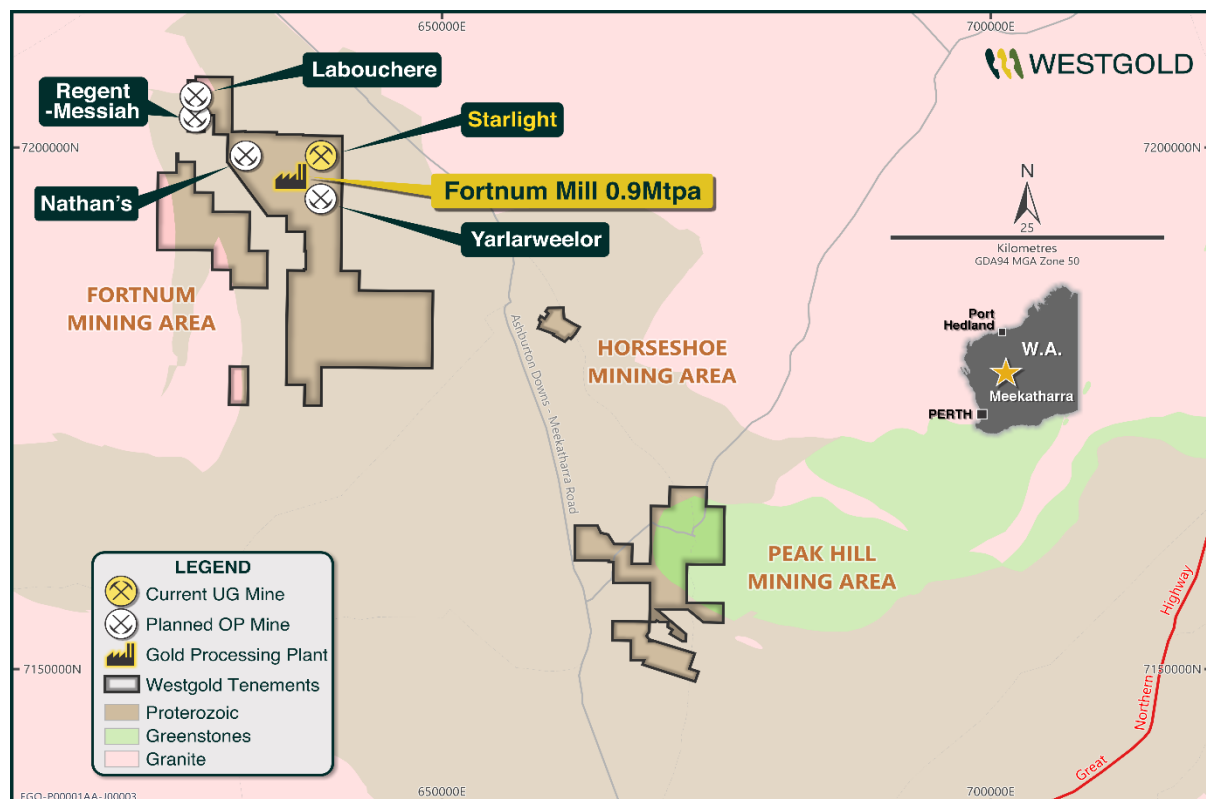 650000E
700000E
WESTGOLD
Labouchere
Regent
-Messiah
Starlight
7200000N
7200000N
Fortnum Mill 0.9Mtpa
Nathan's
Yarlarweelor
N
25
Kilometres
GDA94 MGA Zone 50
FORTNUM
MINING AREA
Ashburton Downs - Meekatharra Road
HORSESHOE
MINING AREA
Port
Hedland
W.A.
Meekatharra
PERTH
PEAK HILL
MINING AREA
LEGEND
Current UG Mine
Planned OP Mine
Gold Processing Plant
Westgold Tenements
Proterozoic
Greenstones
Granite
Great Northern Highway
7150000N
7150000N
650000E
700000E
FGO-P00001AA-J00003